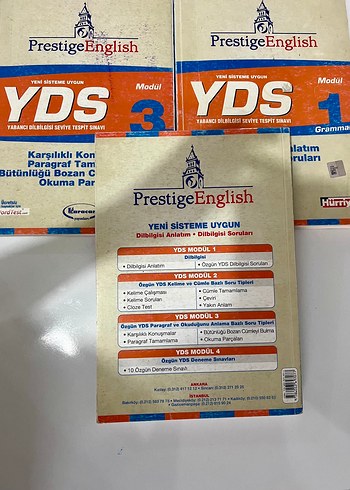 PrestigeEnglish
YENİ SİSTEME UYGUN
Modül
YDS
3
YABANCI DİLBİLGİSİ SEVİYE TESPİT SINAVI
Karşılıklı
Paragraf
Bütünlüğü Bozan
Okuma
Karacan
PrestigeEnglish
YENİ SİSTEME UYGUN
Modül
YDS
1
YABANCI DİLBİLGİSİ SEVİYE TESPİT SINAVI
Gramma
PrestigeEnglish
YENİ SİSTEME UYGUN
Dilbilgisi Anlatım • Dilbilgisi Soruları
YDS MODÜL 1
Dilbilgisi
• Dilbilgisi Anlatım
• Özgün YDS Dilbilgisi Soruları
YDS MODÜL 2
Özgün YDS Kelime ve Cümle Bazlı Soru Tipleri
• Kelime Çalışması
• Kelime Soruları
• Cloze Test
• Cümle Tamamlama
• Çeviri
• Yakın Anlam
YDS MODÜL 3
Özgün YDS Paragraf ve Okuduğunu Anlama Bazlı Soru Tipleri
• Karşılıklı Konuşmalar
• Paragraf Tamamlama
• Bütünlüğü Bozan Cümleyi Bulma
• Okuma Parçaları
YDS MODÜL 4
Özgün YDS Deneme Sınavları
• 10 Özgün Deneme Sınavı
ANKARA
İSTANBUL